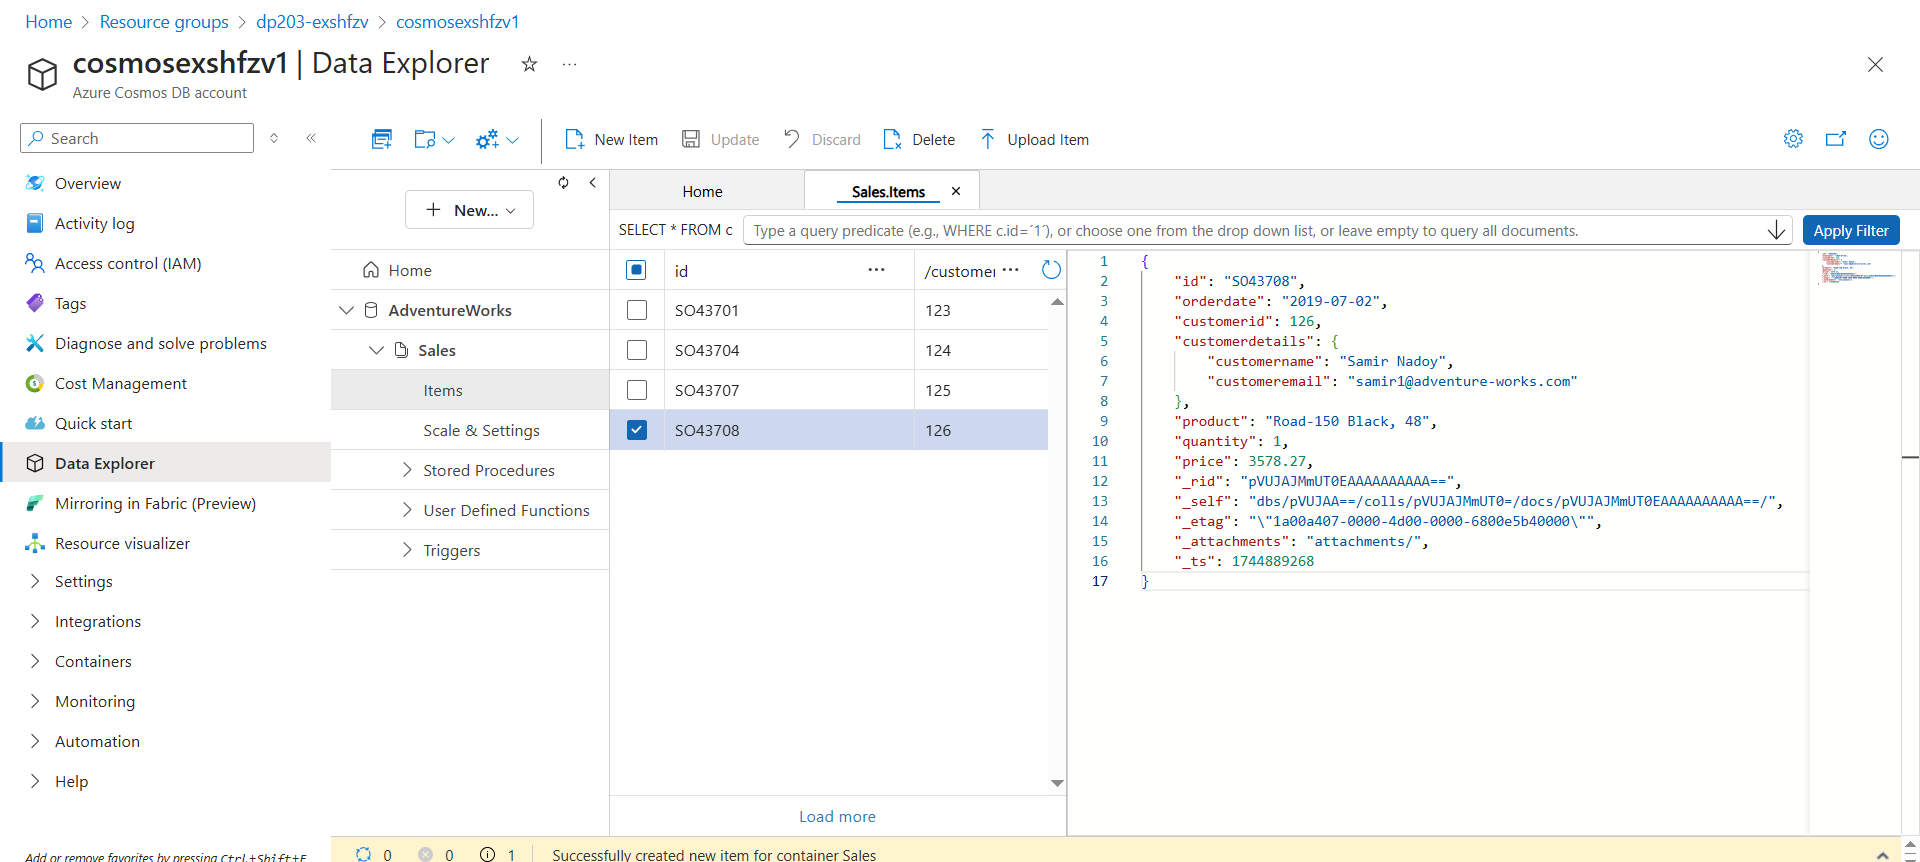 Home > Resource groups > dp203-exshfzv > cosmosexshfzv1
cosmosexshfzv1 | Data Explorer ☆ ...
Azure Cosmos DB account
Search
New Item Update Discard Delete Upload Item
Overview
Activity log
Access control (IAM)
Tags
Diagnose and solve problems
Cost Management
Quick start
Data Explorer
Mirroring in Fabric (Preview)
Resource visualizer
Settings
Integrations
Containers
Monitoring
Automation
Help
Add or remove favorites by pressing Ctrl+Shift+F
+ New...
Home
AdventureWorks
Sales
Items
Scale & Settings
Stored Procedures
User Defined Functions
Triggers
Home Sales.Items
SELECT * FROM c Type a query predicate (e.g., WHERE c.id=´1´), or choose one from the drop down list, or leave empty to query all documents. Apply Filter
id ... /customer ...
SO43701 123
SO43704 124
SO43707 125
SO43708 126
Load more
1 {
2 "id": "SO43708",
3 "orderdate": "2019-07-02",
4 "customerid": 126,
5 "customerdetails": {
6 "customername": "Samir Nadoy",
7 "customeremail": "samir1@adventure-works.com"
8 },
9 "product": "Road-150 Black, 48",
10 "quantity": 1,
11 "price": 3578.27,
12 "_rid": "pVUJAJMmUT0EAAAAAAAAAA==",
13 "_self": "dbs/pVUJAA==/colls/pVUJAJMmUT0=/docs/pVUJAJMmUT0EAAAAAAAAAA==/",
14 "_etag": "\"1a00a407-0000-4d00-0000-6800e5b40000\"",
15 "_attachments": "attachments/",
16 "_ts": 1744889268
17 }
0 0 1 Successfully created new item for container Sales